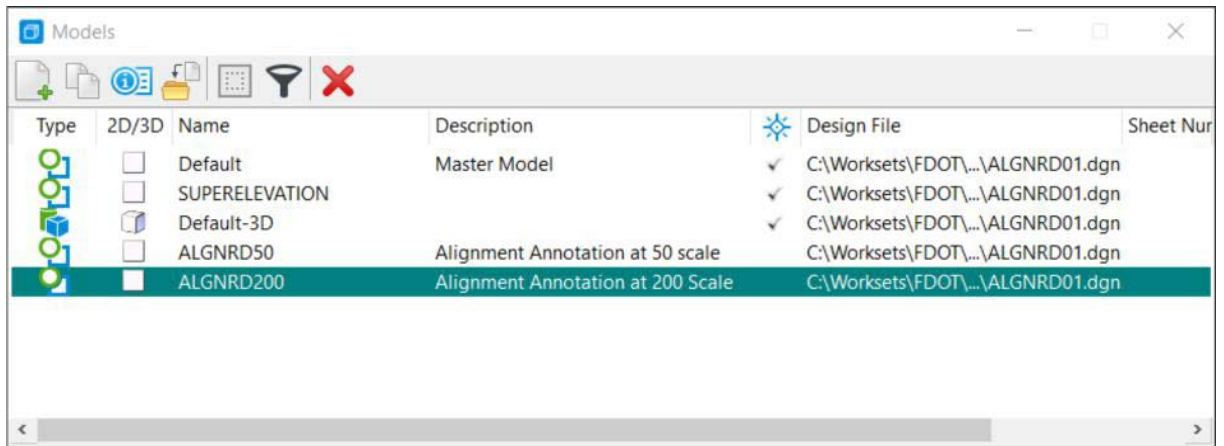 Models
Type 2D/3D Name Description Design File Sheet Nur
Default Master Model C:\Worksets\FDOT\...\ALGNRD01.dgn
SUPERELEVATION C:\Worksets\FDOT\...\ALGNRD01.dgn
Default-3D C:\Worksets\FDOT\...\ALGNRD01.dgn
ALGNRD50 Alignment Annotation at 50 scale C:\Worksets\FDOT\...\ALGNRD01.dgn
ALGNRD200 Alignment Annotation at 200 Scale C:\Worksets\FDOT\...\ALGNRD01.dgn